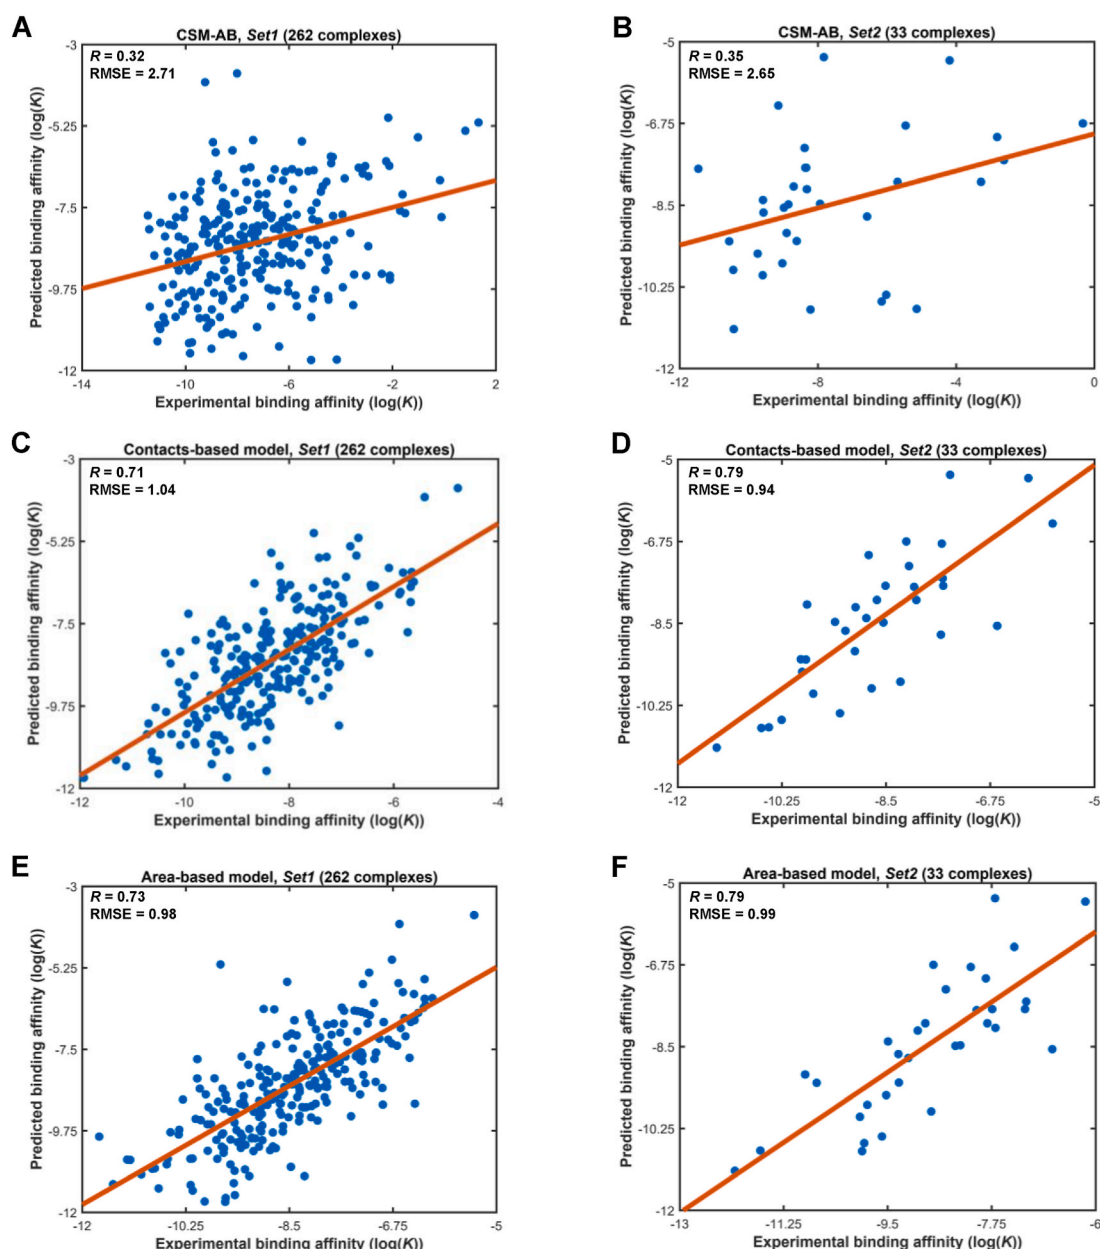 A
CSM-AB, Set1 (262 complexes)
R = 0.32
RMSE = 2.71
Predicted binding affinity (log(K))
-3
-5.25
-7.5
-9.75
-12
-14
-10
-6
-2
2
Experimental binding affinity (log(K))
B
CSM-AB, Set2 (33 complexes)
R = 0.35
RMSE = 2.65
Predicted binding affinity (log(K))
-5
-6.75
-8.5
-10.25
-12
-12
-8
-4
0
Experimental binding affinity (log(K))
C
Contacts-based model, Set1 (262 complexes)
R = 0.71
RMSE = 1.04
Predicted binding affinity (log(K))
-3
-5.25
-7.5
-9.75
-12
-12
-10
-8
-6
-4
Experimental binding affinity (log(K))
D
Contacts-based model, Set2 (33 complexes)
R = 0.79
RMSE = 0.94
Predicted binding affinity (log(K))
-5
-6.75
-8.5
-10.25
-12
-12
-10.25
-8.5
-6.75
-5
Experimental binding affinity (log(K))
E
Area-based model, Set1 (262 complexes)
R = 0.73
RMSE = 0.98
Predicted binding affinity (log(K))
-3
-5.25
-7.5
-9.75
-12
-12
-10.25
-8.5
-6.75
-5
Experimental binding affinity (log(K))
F
Area-based model, Set2 (33 complexes)
R = 0.79
RMSE = 0.99
Predicted binding affinity (log(K))
-5
-6.75
-8.5
-10.25
-12
-13
-11.25
-9.5
-7.75
-6
Experimental binding affinity (log(K))